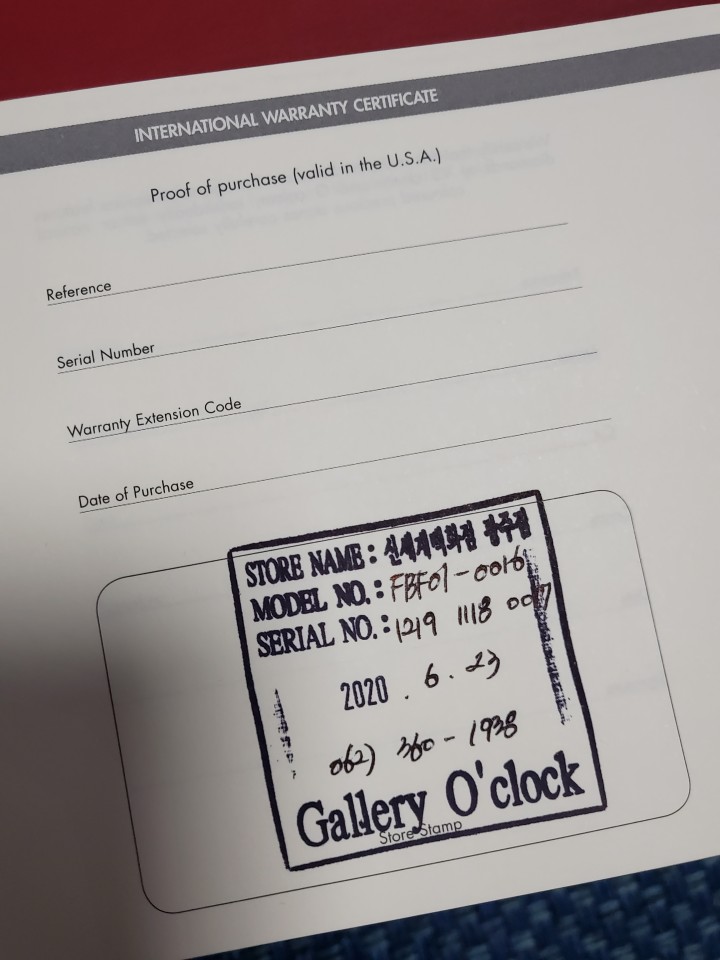 INTERNATIONAL WARRANTY CERTIFICATE
Proof of purchase (valid in the U.S.A.)
Reference
Serial Number
Warranty Extension Code
Date of Purchase
STORE NAME : 신세계백화점 광주점
MODEL NO. : FBF01-0016
SERIAL NO. : 1219 1118 0017
2020 . 6 . 23
062) 360 - 1938
Gallery O'clock
Store Stamp